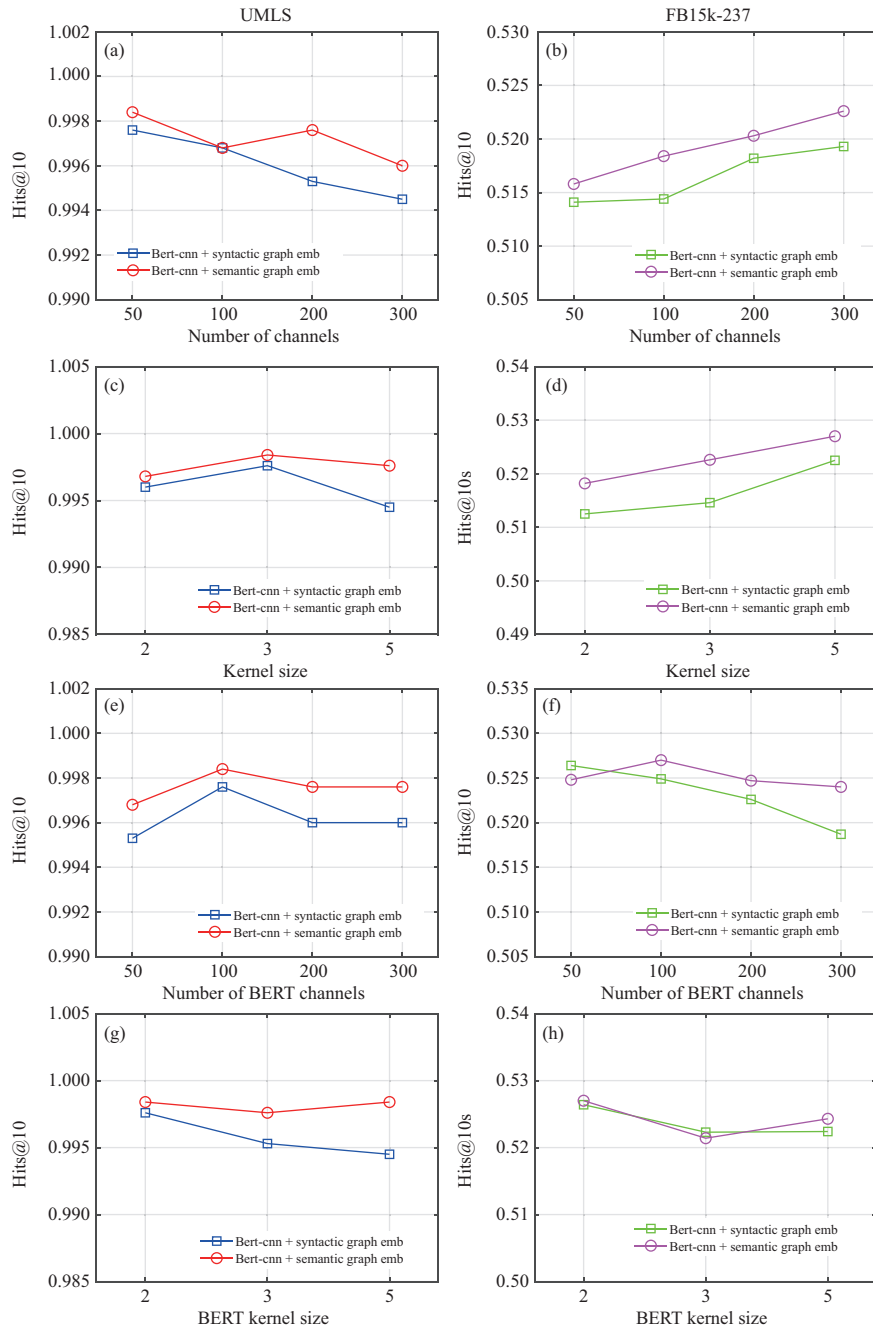 UMLS
FB15k-237
(a)
1.002
1.000
0.998
0.996
0.994
0.992
0.990
Hits@10
Bert-cnn + syntactic graph emb
Bert-cnn + semantic graph emb
50 100 200 300
Number of channels
(b)
0.530
0.525
0.520
0.515
0.510
0.505
Hits@10
Bert-cnn + syntactic graph emb
Bert-cnn + semantic graph emb
50 100 200 300
Number of channels
(c)
1.005
1.000
0.995
0.990
0.985
Hits@10
Bert-cnn + syntactic graph emb
Bert-cnn + semantic graph emb
2 3 5
Kernel size
(d)
0.54
0.53
0.52
0.51
0.50
0.49
Hits@10s
Bert-cnn + syntactic graph emb
Bert-cnn + semantic graph emb
2 3 5
Kernel size
(e)
1.002
1.000
0.998
0.996
0.994
0.992
0.990
Hits@10
Bert-cnn + syntactic graph emb
Bert-cnn + semantic graph emb
50 100 200 300
Number of BERT channels
(f)
0.535
0.530
0.525
0.520
0.515
0.510
0.505
Hits@10
Bert-cnn + syntactic graph emb
Bert-cnn + semantic graph emb
50 100 200 300
Number of BERT channels
(g)
1.005
1.000
0.995
0.990
0.985
Hits@10
Bert-cnn + syntactic graph emb
Bert-cnn + semantic graph emb
2 3 5
BERT kernel size
(h)
0.54
0.53
0.52
0.51
0.50
Hits@10s
Bert-cnn + syntactic graph emb
Bert-cnn + semantic graph emb
2 3 5
BERT kernel size